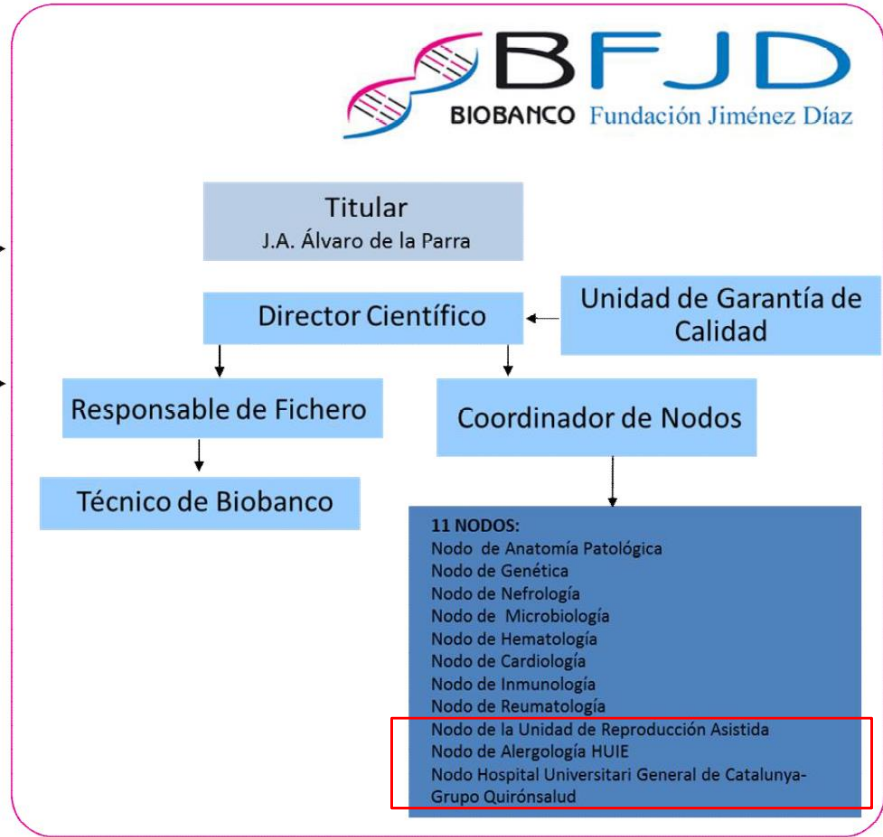 BFJD
BIOBANCO Fundación Jiménez Díaz
Titular
J.A. Álvaro de la Parra
Director Científico
Unidad de Garantía de
Calidad
Responsable de Fichero
Coordinador de Nodos
Técnico de Biobanco
11 NODOS:
Nodo de Anatomía Patológica
Nodo de Genética
Nodo de Nefrología
Nodo de Microbiología
Nodo de Hematología
Nodo de Cardiología
Nodo de Inmunología
Nodo de Reumatología
Nodo de la Unidad de Reproducción Asistida
Nodo de Alergología HUIE
Nodo Hospital Universitari General de Catalunya-
Grupo Quirónsalud